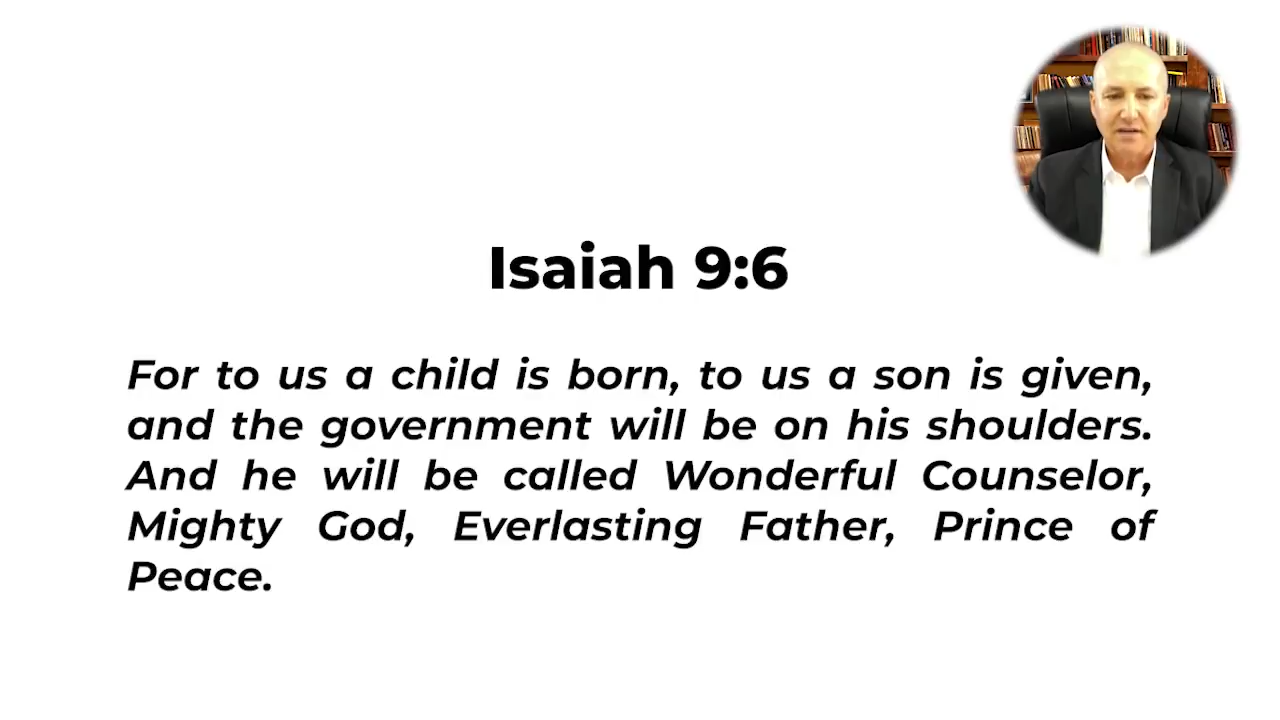 Isaiah 9:6
For to us a child is born, to us a son is given,
and the government will be on his shoulders.
And he will be called Wonderful Counselor,
Mighty God, Everlasting Father, Prince of
Peace.